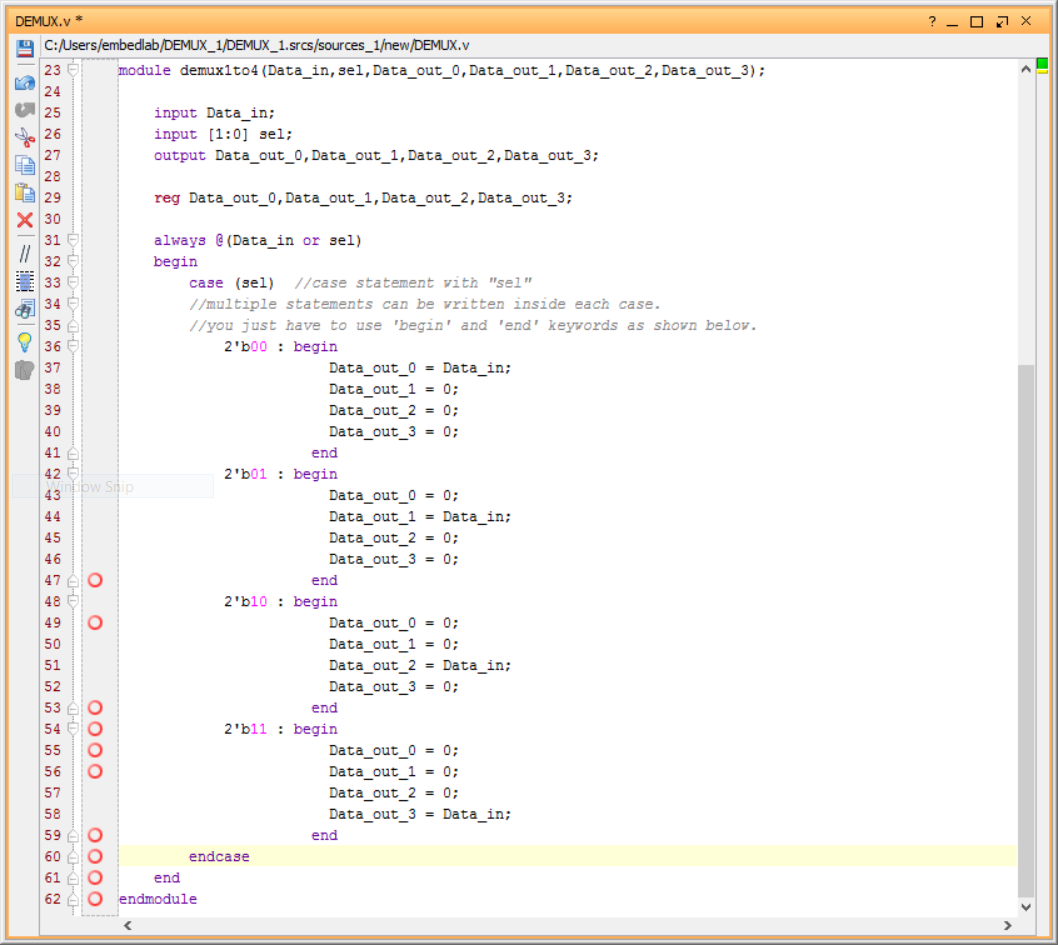 DEMUX.v *
?
C:/Users/embedlab/DEMUX_1/DEMUX_1.srcs/sources_1/new/DEMUX.v
23 module demux1to4(Data_in,sel,Data_out_0,Data_out_1,Data_out_2,Data_out_3);
24
25 input Data_in;
26 input [1:0] sel;
27 output Data_out_0,Data_out_1,Data_out_2,Data_out_3;
28
29 reg Data_out_0,Data_out_1,Data_out_2,Data_out_3;
30
31 always @(Data_in or sel)
32 begin
33 case (sel) //case statement with "sel"
34 //multiple statements can be written inside each case.
35 //you just have to use 'begin' and 'end' keywords as shown below.
36 2'b00 : begin
37 Data_out_0 = Data_in;
38 Data_out_1 = 0;
39 Data_out_2 = 0;
40 Data_out_3 = 0;
41 end
42 2'b01 : begin
Window Snip
43 Data_out_0 = 0;
44 Data_out_1 = Data_in;
45 Data_out_2 = 0;
46 Data_out_3 = 0;
47 end
48 2'b10 : begin
49 Data_out_0 = 0;
50 Data_out_1 = 0;
51 Data_out_2 = Data_in;
52 Data_out_3 = 0;
53 end
54 2'b11 : begin
55 Data_out_0 = 0;
56 Data_out_1 = 0;
57 Data_out_2 = 0;
58 Data_out_3 = Data_in;
59 end
60 endcase
61 end
62 endmodule